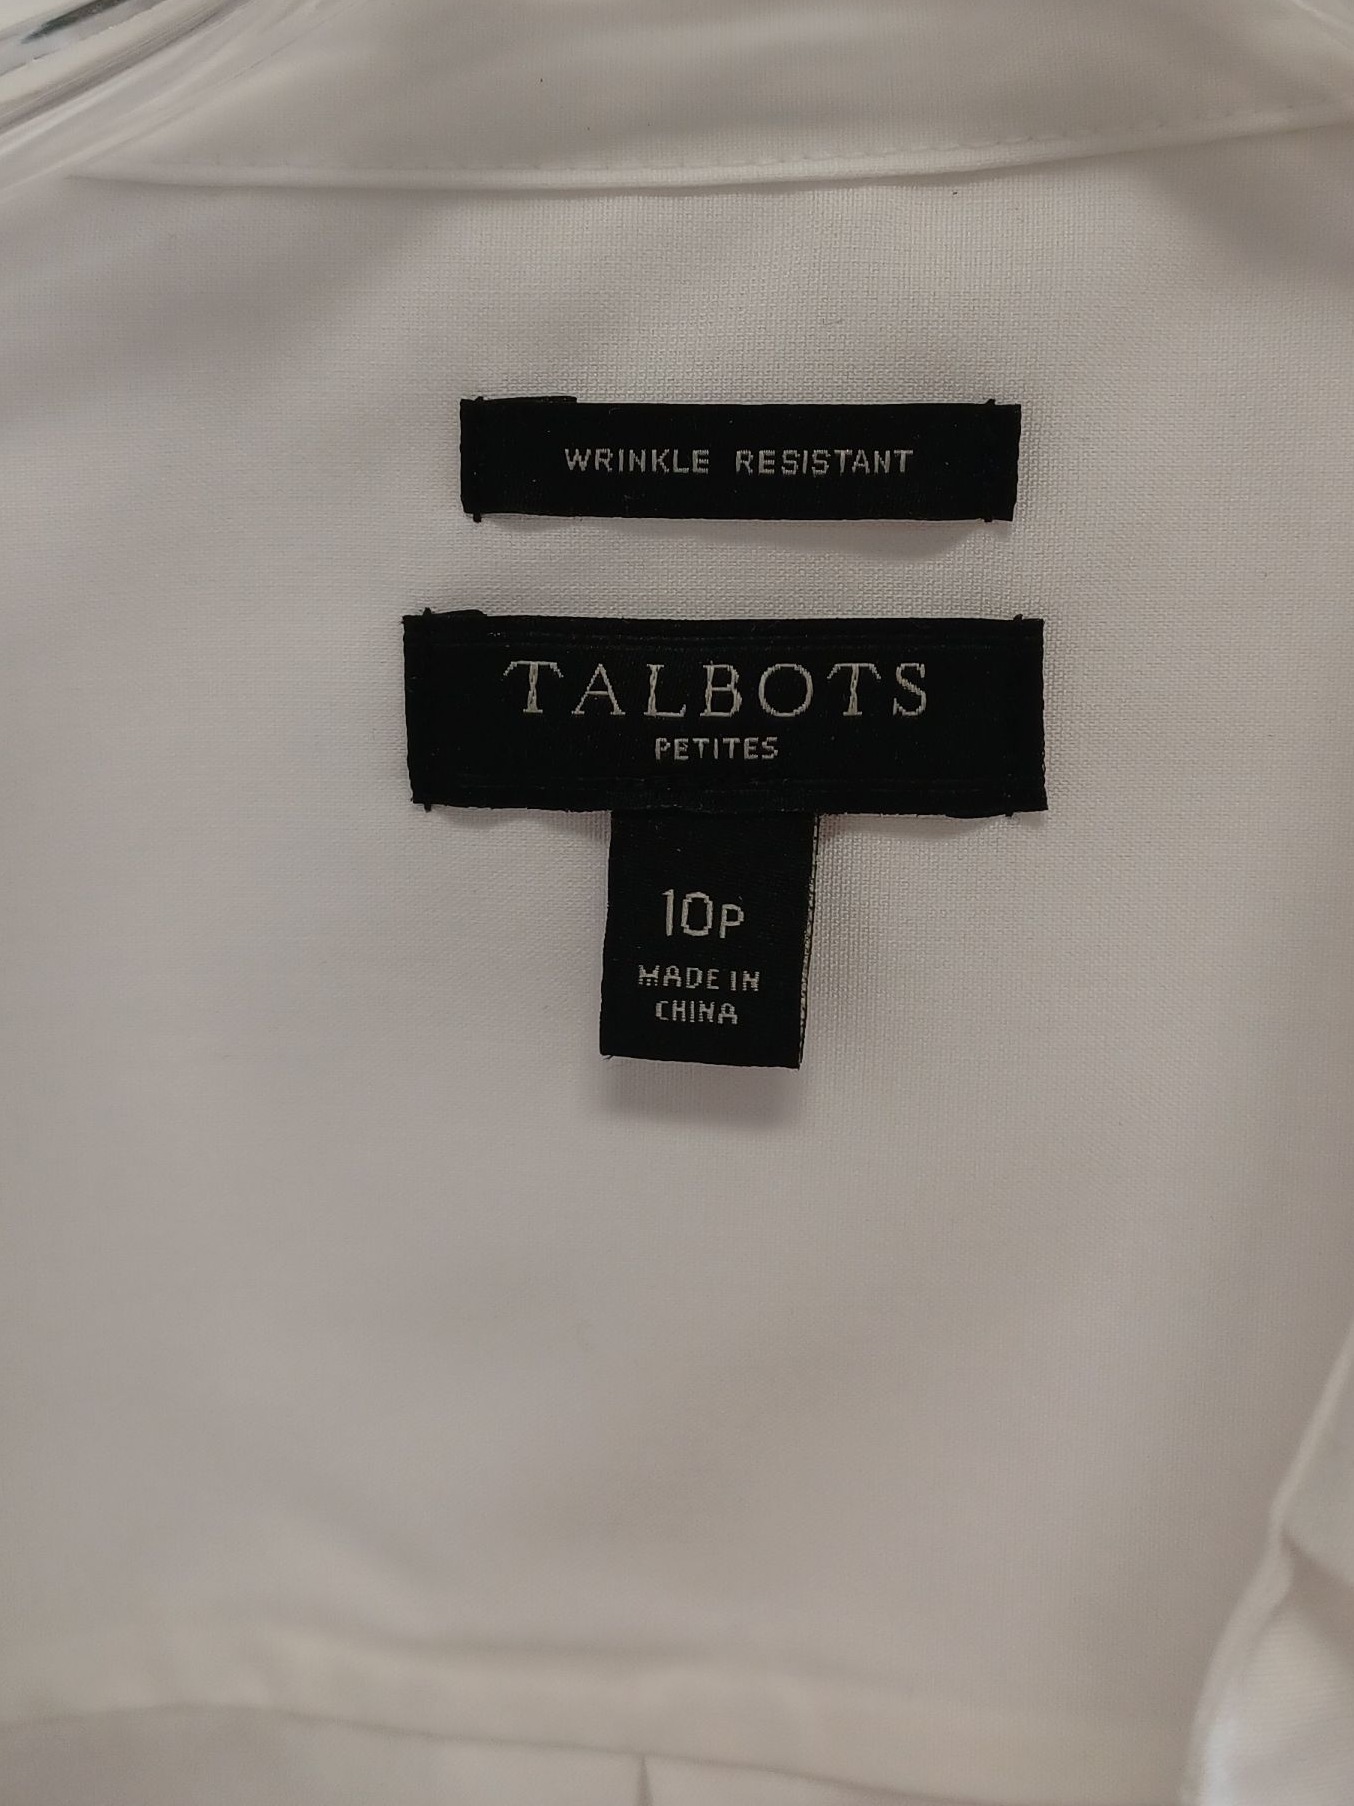 WRINKLE RESISTANT
TALBOTS
PETITES
10P
MADE IN
CHINA